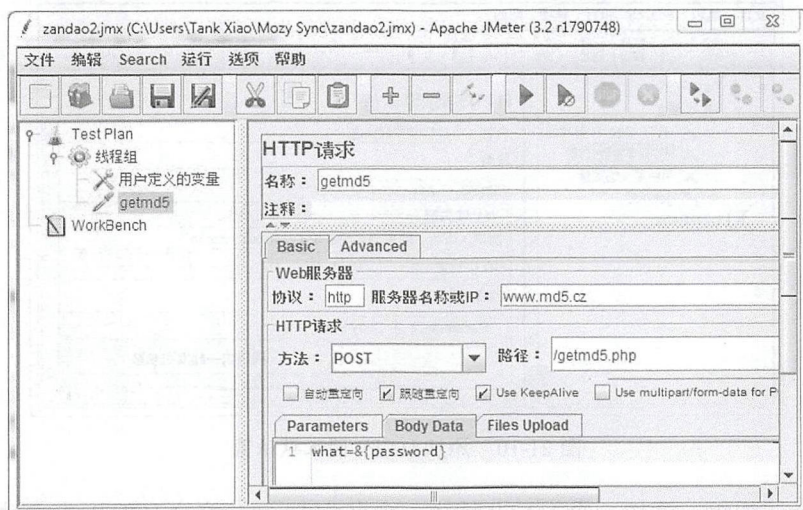 zandao2.jmx (C:\Users\Tank Xiao\Mozy Sync\zandao2.jmx) - Apache JMeter (3.2 r1790748)
文件 编辑 Search 运行 选项 帮助
Test Plan
线程组
用户定义的变量
getmd5
WorkBench
HTTP请求
名称： getmd5
注释：
Basic Advanced
Web服务器
协议： http 服务器名称或IP： www.md5.cz
HTTP请求
方法： POST 路径： /getmd5.php
自动重定向 跟随重定向 Use KeepAlive Use multipart/form-data for P
Parameters Body Data Files Upload
1 what=&{password}